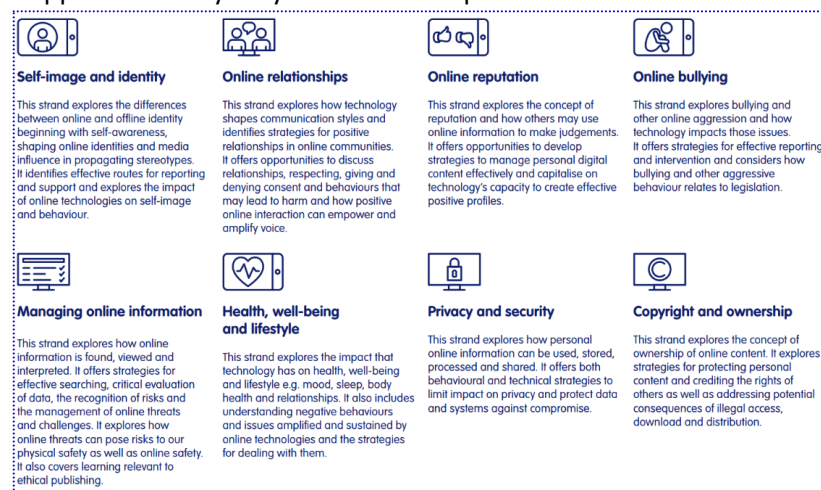 Self-image and identity
This strand explores the differences
between online and offline identity
beginning with self-awareness,
shaping online identities and media
influence in propagating stereotypes.
It identifies effective routes for reporting
and support and explores the impact
of online technologies on self-image
and behaviour.
Online relationships
This strand explores how technology
shapes communication styles and
identifies strategies for positive
relationships in online communities.
It offers opportunities to discuss
relationships, respecting, giving and
denying consent and behaviours that
may lead to harm and how positive
online interaction can empower and
amplify voice.
Online reputation
This strand explores the concept of
reputation and how others may use
online information to make judgements.
It offers opportunities to develop
strategies to manage personal digital
content effectively and capitalise on
technology's capacity to create effective
positive profiles.
Online bullying
This strand explores bullying and
other online aggression and how
technology impacts those issues.
It offers strategies for effective reporting
and intervention and considers how
bullying and other aggressive
behaviour relates to legislation.
Managing online information
This strand explores how online
information is found, viewed and
interpreted. It offers strategies for
effective searching, critical evaluation
of data, the recognition of risks and
the management of online threats
and challenges. It explores how
online threats can pose risks to our
physical safety as well as online safety.
It also covers learning relevant to
ethical publishing.
Health, well-being
and lifestyle
This strand explores the impact that
technology has on health, well-being
and lifestyle e.g. mood, sleep, body
health and relationships. It also includes
understanding negative behaviours
and issues amplified and sustained by
online technologies and the strategies
for dealing with them.
Privacy and security
This strand explores how personal
online information can be used, stored,
processed and shared. It offers both
behavioural and technical strategies to
limit impact on privacy and protect data
and systems against compromise.
Copyright and ownership
This strand explores the concept of
ownership of online content. It explores
strategies for protecting personal
content and crediting the rights of
others as well as addressing potential
consequences of illegal access,
download and distribution.